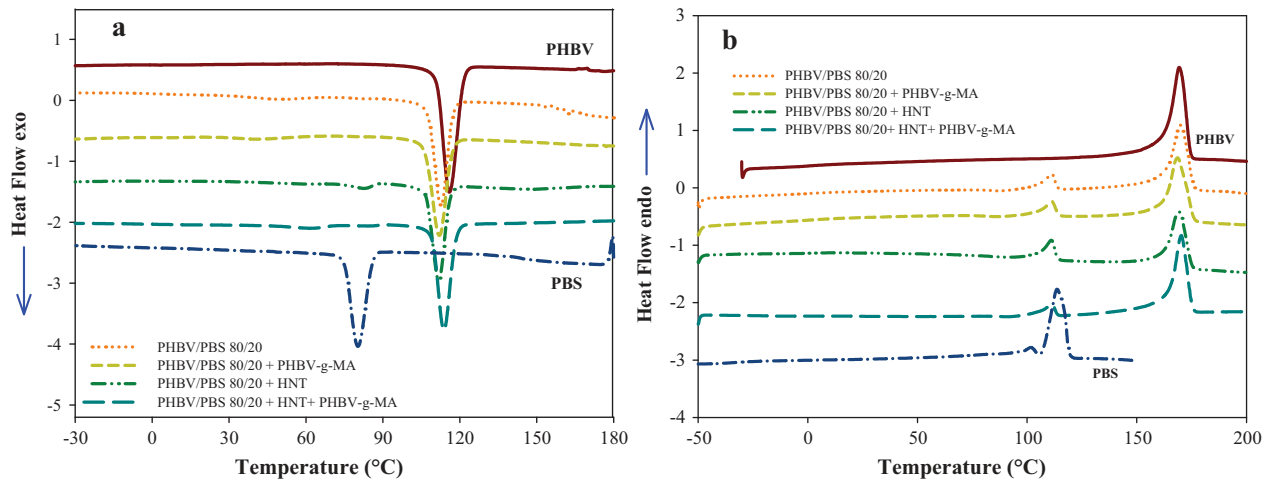 a
PHBV
PBS
PHBV/PBS 80/20
PHBV/PBS 80/20 + PHBV-g-MA
PHBV/PBS 80/20 + HNT
PHBV/PBS 80/20 + HNT+ PHBV-g-MA
1
0
-1
-2
-3
-4
-5
-30 0 30 60 90 120 150 180
Temperature (°C)
Heat Flow exo
b
PHBV/PBS 80/20
PHBV/PBS 80/20 + PHBV-g-MA
PHBV/PBS 80/20 + HNT
PHBV/PBS 80/20+ HNT+ PHBV-g-MA
PHBV
PBS
3
2
1
0
-1
-2
-3
-4
-50 0 50 100 150 200
Temperature (°C)
Heat Flow endo